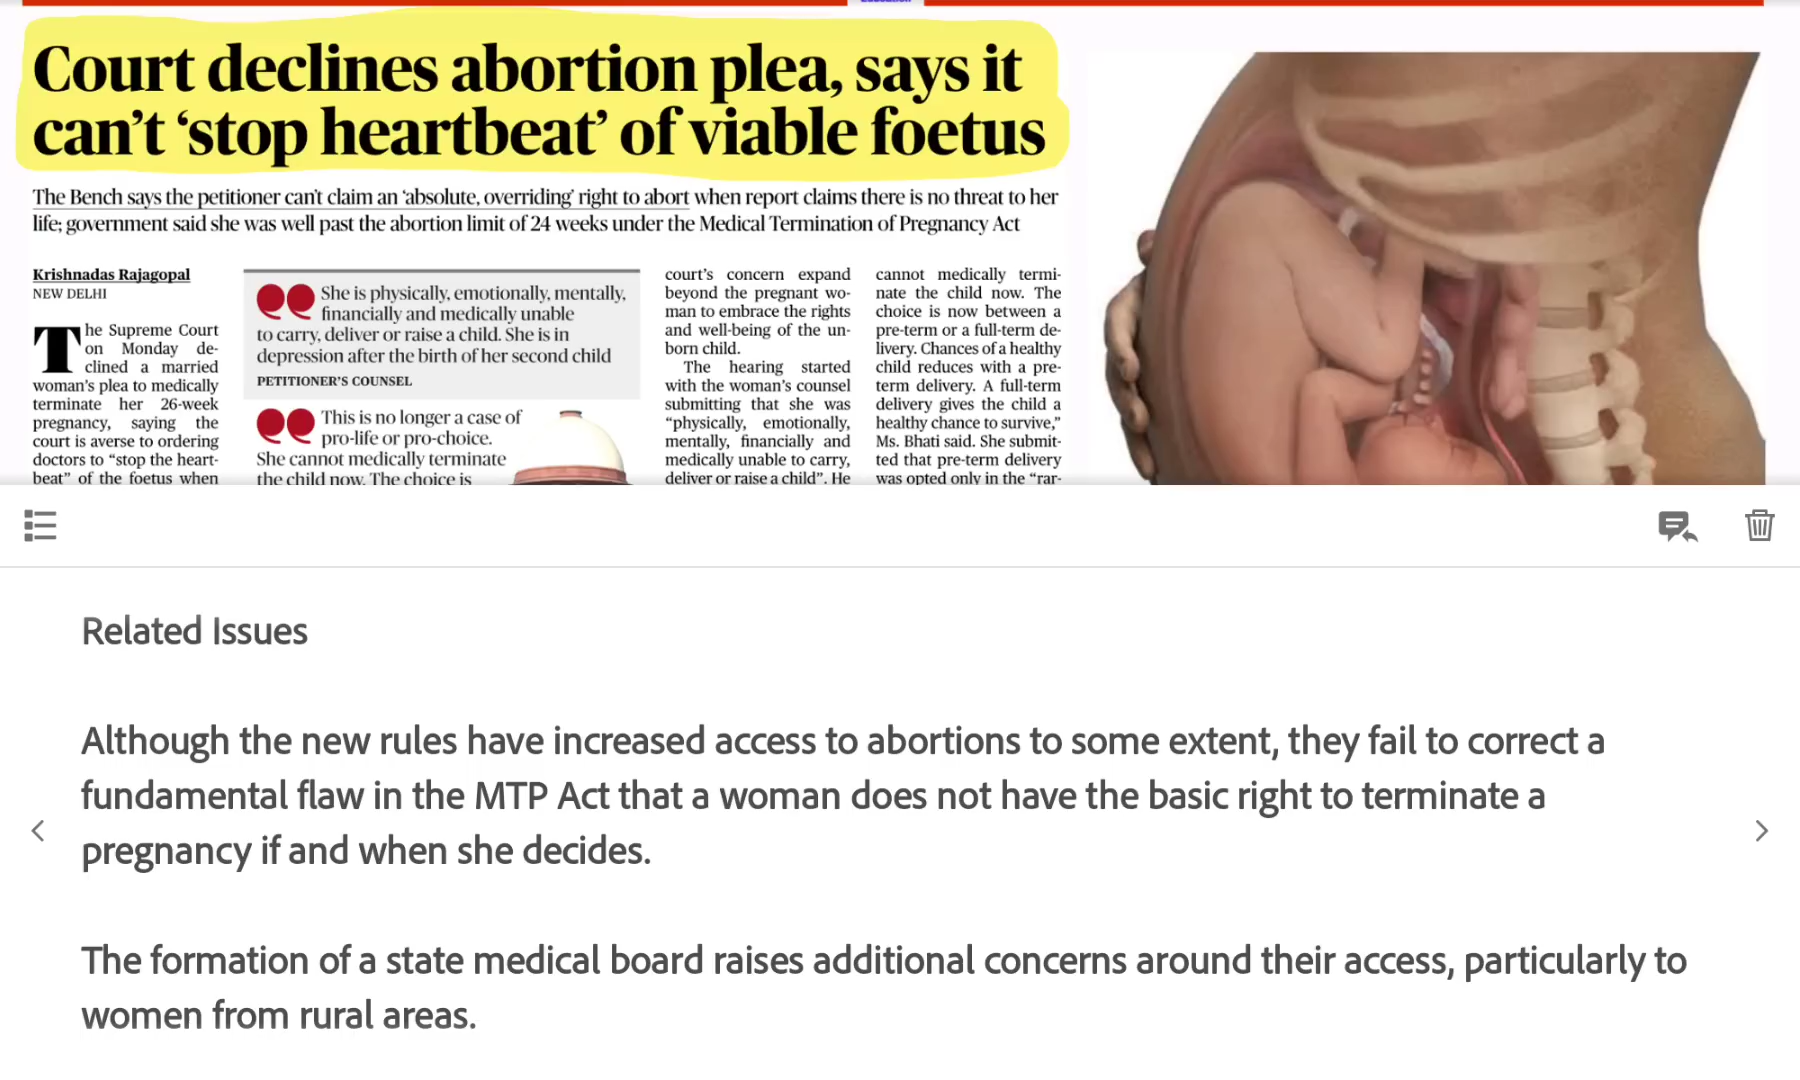 Court declines abortion plea, says it
can't 'stop heartbeat' of viable foetus
The Bench says the petitioner can't claim an 'absolute, overriding' right to abort when report claims there is no threat to her
life; government said she was well past the abortion limit of 24 weeks under the Medical Termination of Pregnancy Act
Krishnadas Rajagopal
NEW DELHI
The Supreme Court
on Monday de-
clined a married
woman's plea to medically
terminate her 26-week
pregnancy, saying the
court is averse to ordering
doctors to "stop the heart-
beat" of the foetus when
She is physically, emotionally, mentally,
financially and medically unable
to carry, deliver or raise a child. She is in
depression after the birth of her second child
PETITIONER'S COUNSEL
This is no longer a case of
pro-life or pro-choice.
She cannot medically terminate
the child now. The choice is
court's concern expand
beyond the pregnant wo-
man to embrace the rights
and well-being of the un-
born child.
The hearing started
with the woman's counsel
submitting that she was
"physically, emotionally,
mentally, financially and
medically unable to carry,
deliver or raise a child". He
cannot medically termi-
nate the child now. The
choice is now between a
pre-term or a full-term de-
livery. Chances of a healthy
child reduces with a pre-
term delivery. A full-term
delivery gives the child a
healthy chance to survive,"
Ms. Bhati said. She submit-
ted that pre-term delivery
was opted only in the "rar-
Related Issues
Although the new rules have increased access to abortions to some extent, they fail to correct a
fundamental flaw in the MTP Act that a woman does not have the basic right to terminate a
pregnancy if and when she decides.
The formation of a state medical board raises additional concerns around their access, particularly to
women from rural areas.